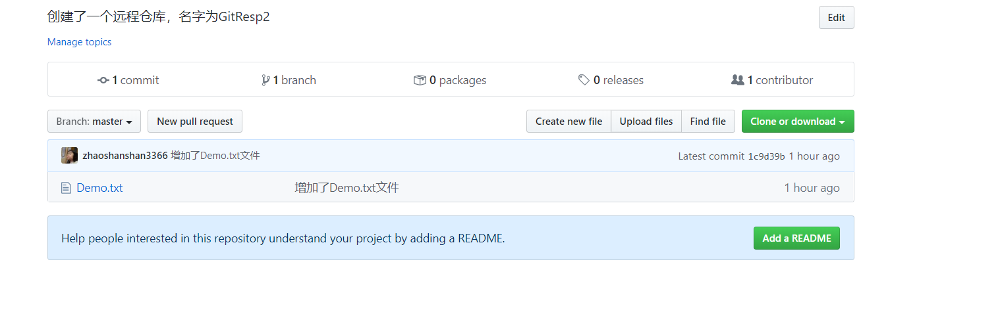 创建了一个远程仓库，名字为GitResp2
Edit
Manage topics
1 commit
1 branch
0 packages
0 releases
1 contributor
Branch: master
New pull request
Create new file
Upload files
Find file
Clone or download
zhaoshanshan3366 增加了Demo.txt文件
Latest commit 1c9d39b 1 hour ago
Demo.txt
增加了Demo.txt文件
1 hour ago
Help people interested in this repository understand your project by adding a README.
Add a README